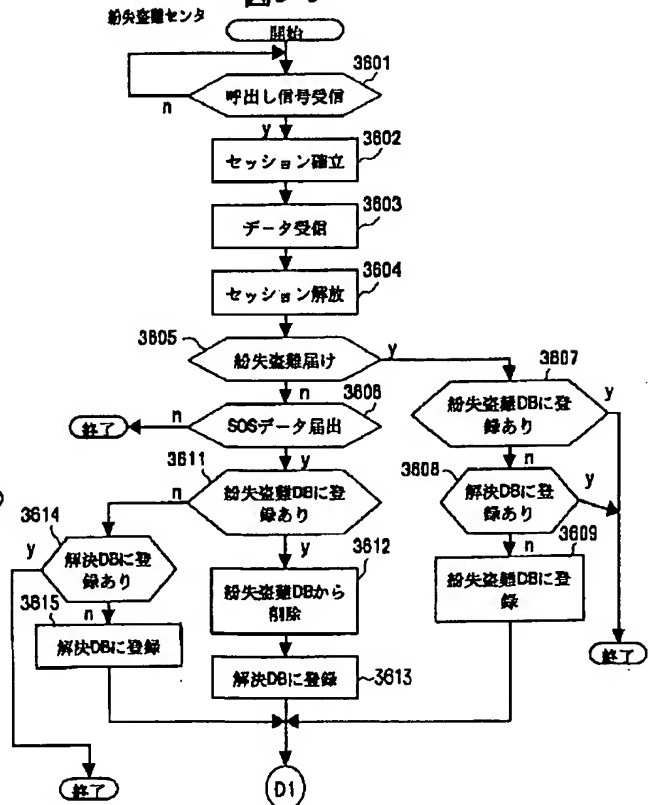 紛失盗難センタ
開始
3601
呼出し信号受信
n
y
3602
セッション確立
3603
データ受信
3604
セッション解放
3605
紛失盗難届け
y
n
3606
SOSデータ届出
n
終了
y
3607
紛失盗難DBに登
録あり
y
n
3608
解決DBに登
録あり
y
n
3609
紛失盗難DBに登
録
終了
3611
紛失盗難DBに登
録あり
n
y
3612
紛失盗難DBから
削除
解決DBに登録
3613
3614
解決DBに登
録あり
y
n
3615
解決DBに登録
終了
D1